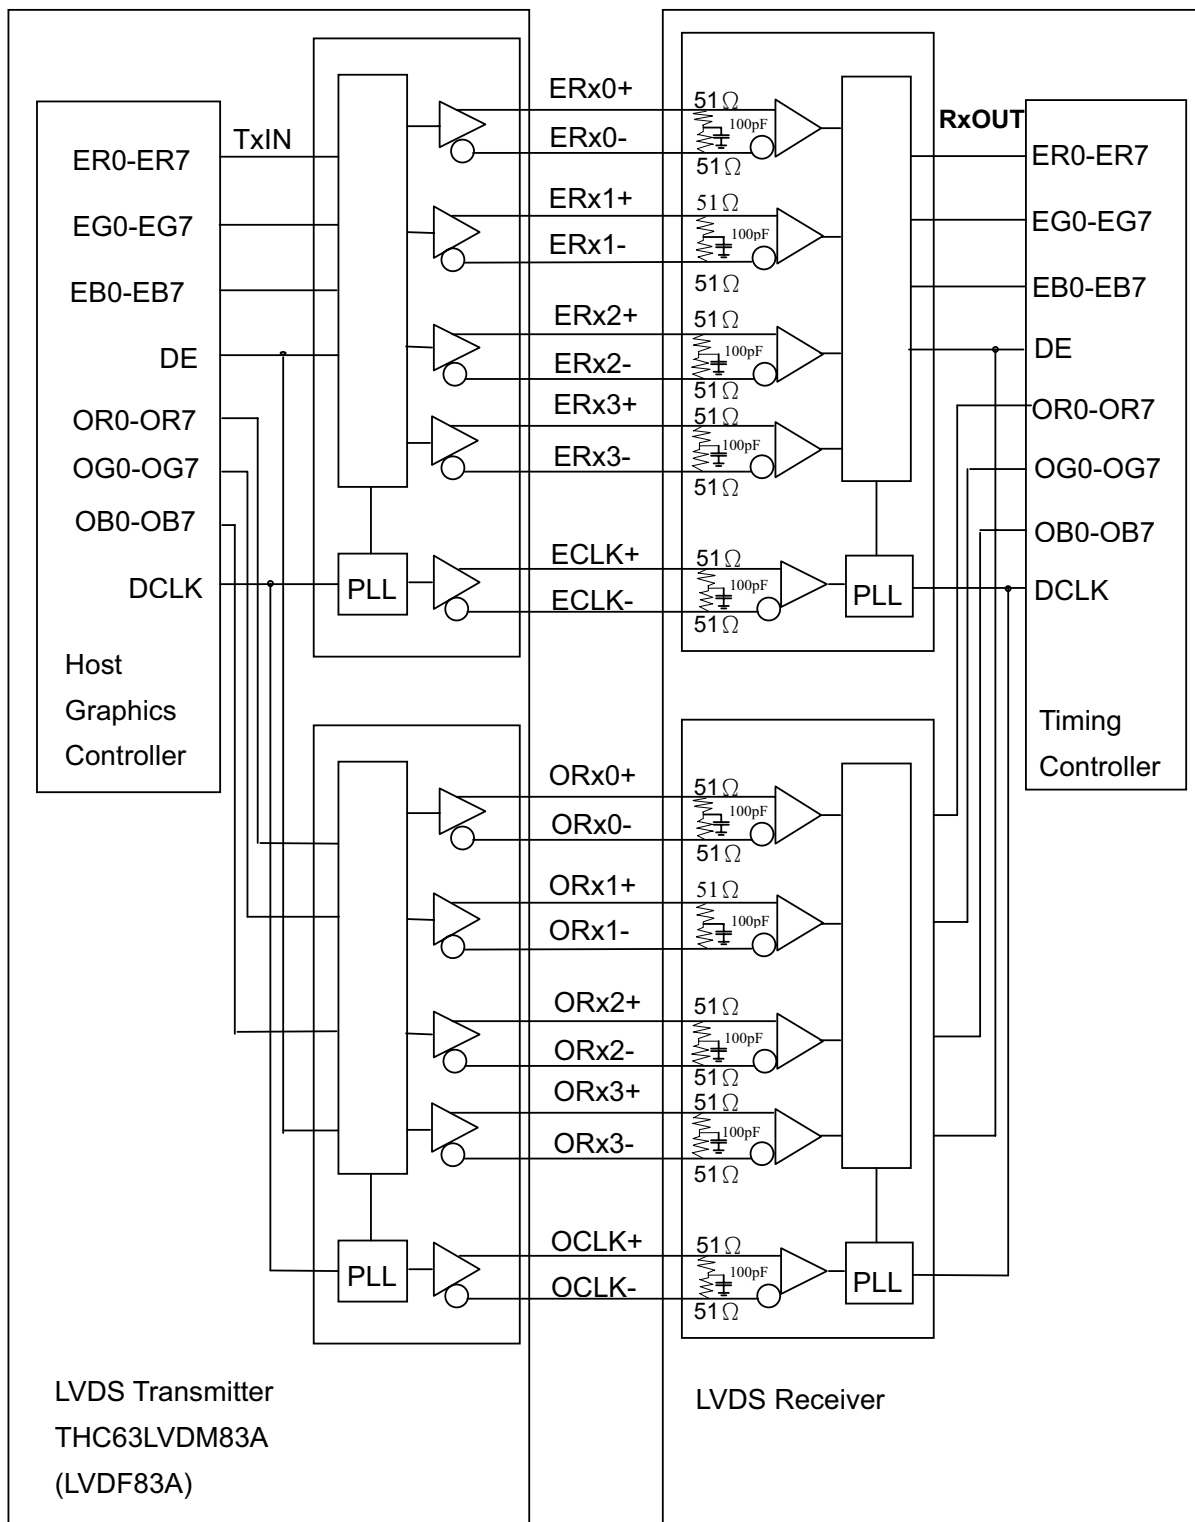 ER0-ER7
EG0-EG7
EB0-EB7
DE
OR0-OR7
OG0-OG7
OB0-OB7
DCLK
Host
Graphics
Controller
TxIN
PLL
PLL
ERx0+
ERx0-
ERx1+
ERx1-
ERx2+
ERx2-
ERx3+
ERx3-
ECLK+
ECLK-
ORx0+
ORx0-
ORx1+
ORx1-
ORx2+
ORx2-
ORx3+
ORx3-
OCLK+
OCLK-
51Ω
100pF
51Ω
51Ω
100pF
51Ω
51Ω
100pF
51Ω
51Ω
100pF
51Ω
51Ω
100pF
51Ω
51Ω
100pF
51Ω
51Ω
100pF
51Ω
51Ω
100pF
51Ω
51Ω
100pF
51Ω
51Ω
100pF
51Ω
PLL
PLL
RxOUT
ER0-ER7
EG0-EG7
EB0-EB7
DE
OR0-OR7
OG0-OG7
OB0-OB7
DCLK
Timing
Controller
LVDS Transmitter
THC63LVDM83A
(LVDF83A)
LVDS Receiver